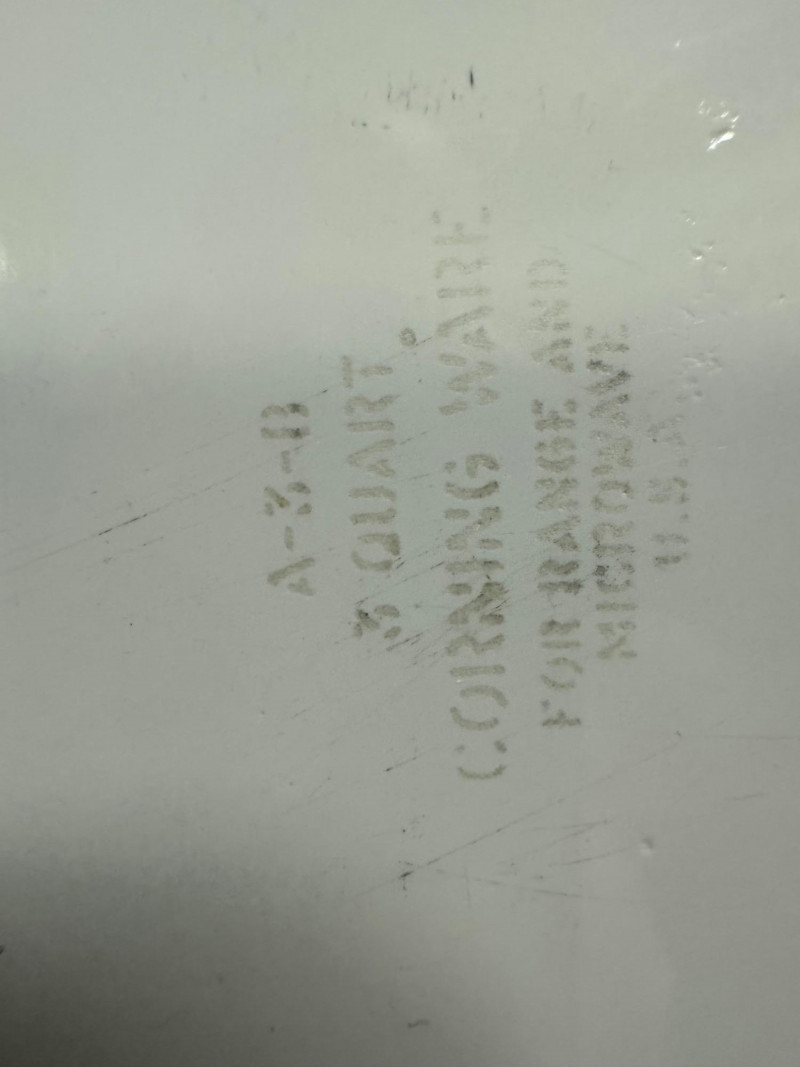 A-3-B
3 QUART
CORNING WARE
FOR RANGE AND
MICROWAVE
U.S.A.